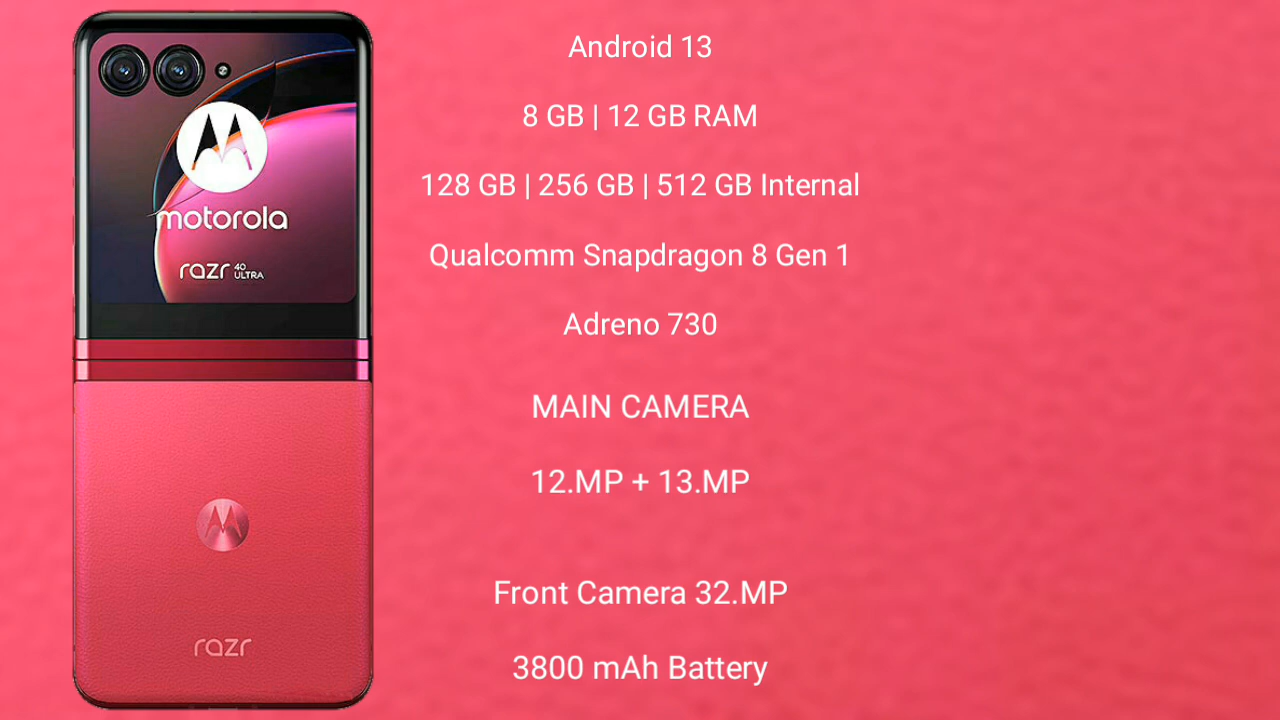 motorola
razr 40 ULTRA
razr
Android 13
8 GB | 12 GB RAM
128 GB | 256 GB | 512 GB Internal
Qualcomm Snapdragon 8 Gen 1
Adreno 730
MAIN CAMERA
12.MP + 13.MP
Front Camera 32.MP
3800 mAh Battery